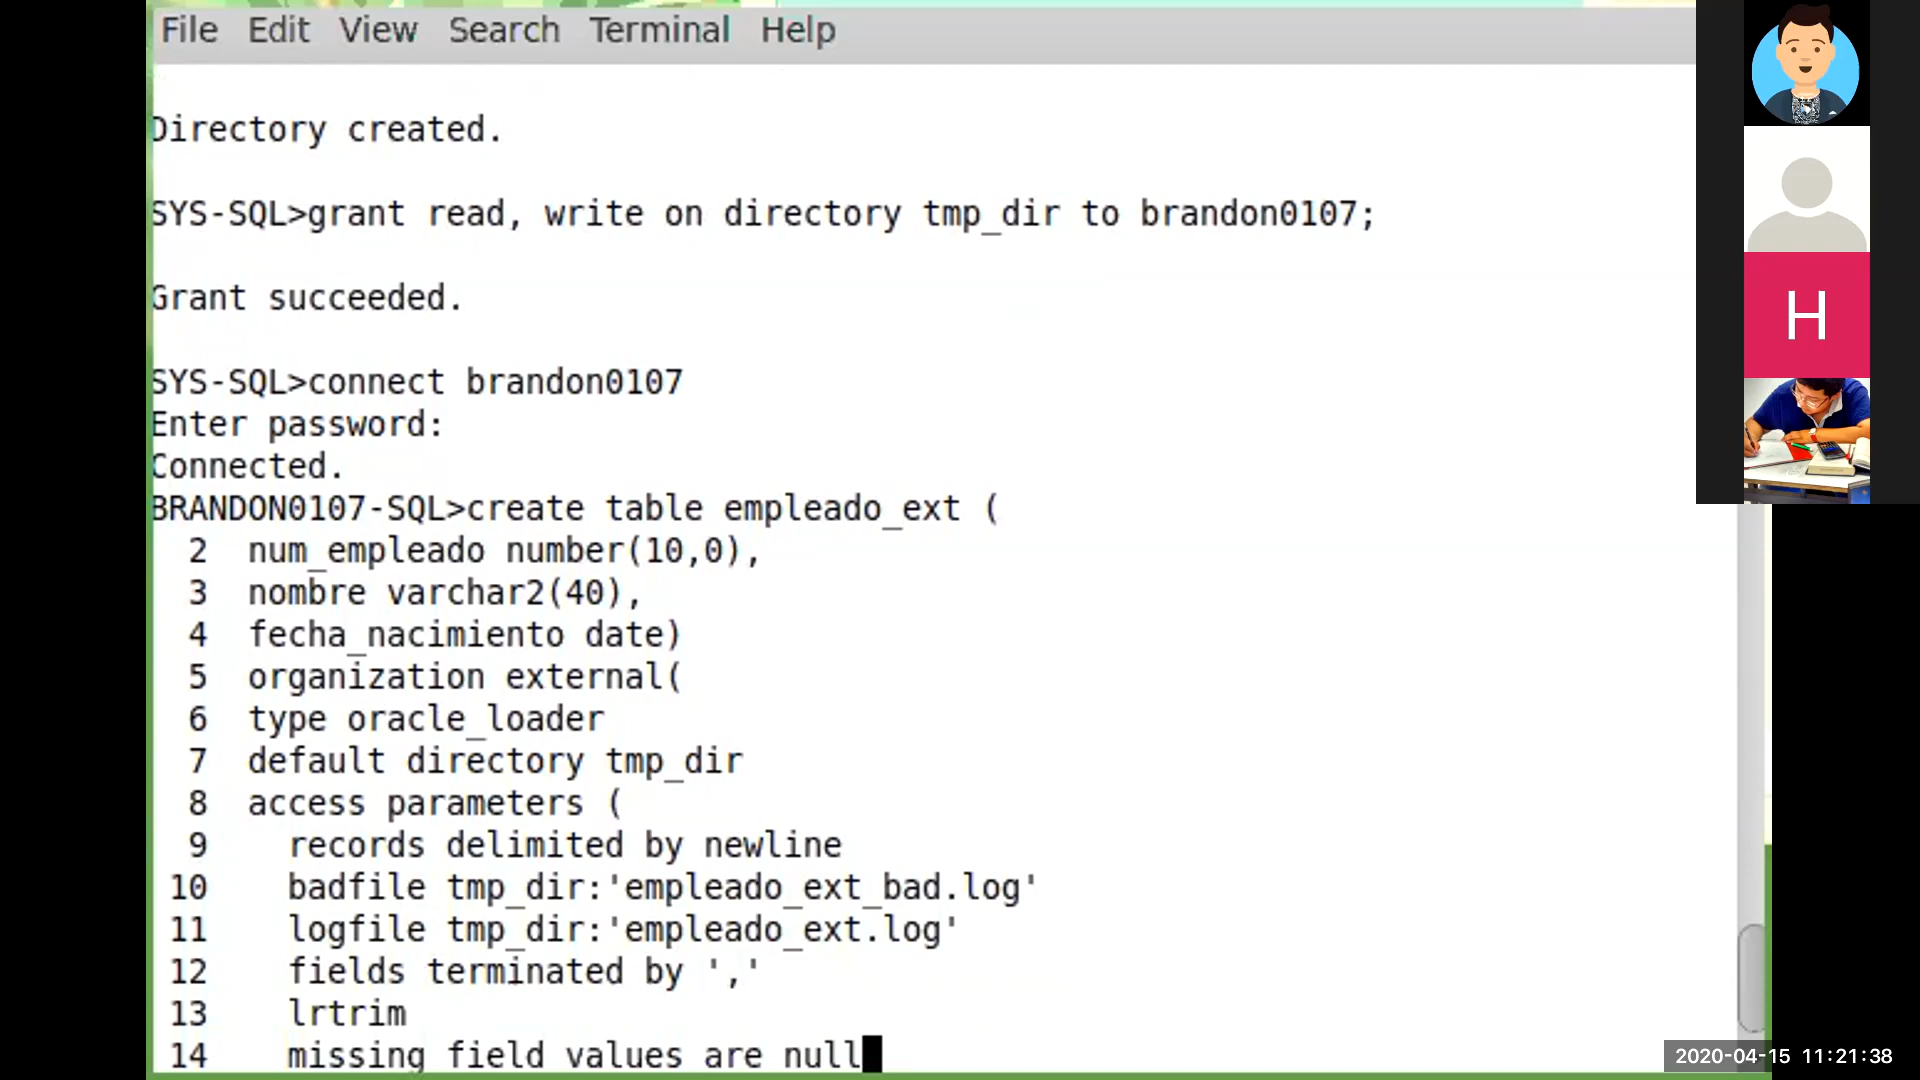 File Edit View Search Terminal Help
Directory created.
SYS-SQL>grant read, write on directory tmp_dir to brandon0107;
Grant succeeded.
SYS-SQL>connect brandon0107
Enter password:
Connected.
BRANDON0107-SQL>create table empleado_ext (
2 num_empleado number(10,0),
3 nombre varchar2(40),
4 fecha_nacimiento date)
5 organization external(
6 type oracle_loader
7 default directory tmp_dir
8 access parameters (
9 records delimited by newline
10 badfile tmp_dir:'empleado_ext_bad.log'
11 logfile tmp_dir:'empleado_ext.log'
12 fields terminated by ','
13 lrtrim
14 missing field values are null
H
2020-04-15 11:21:38